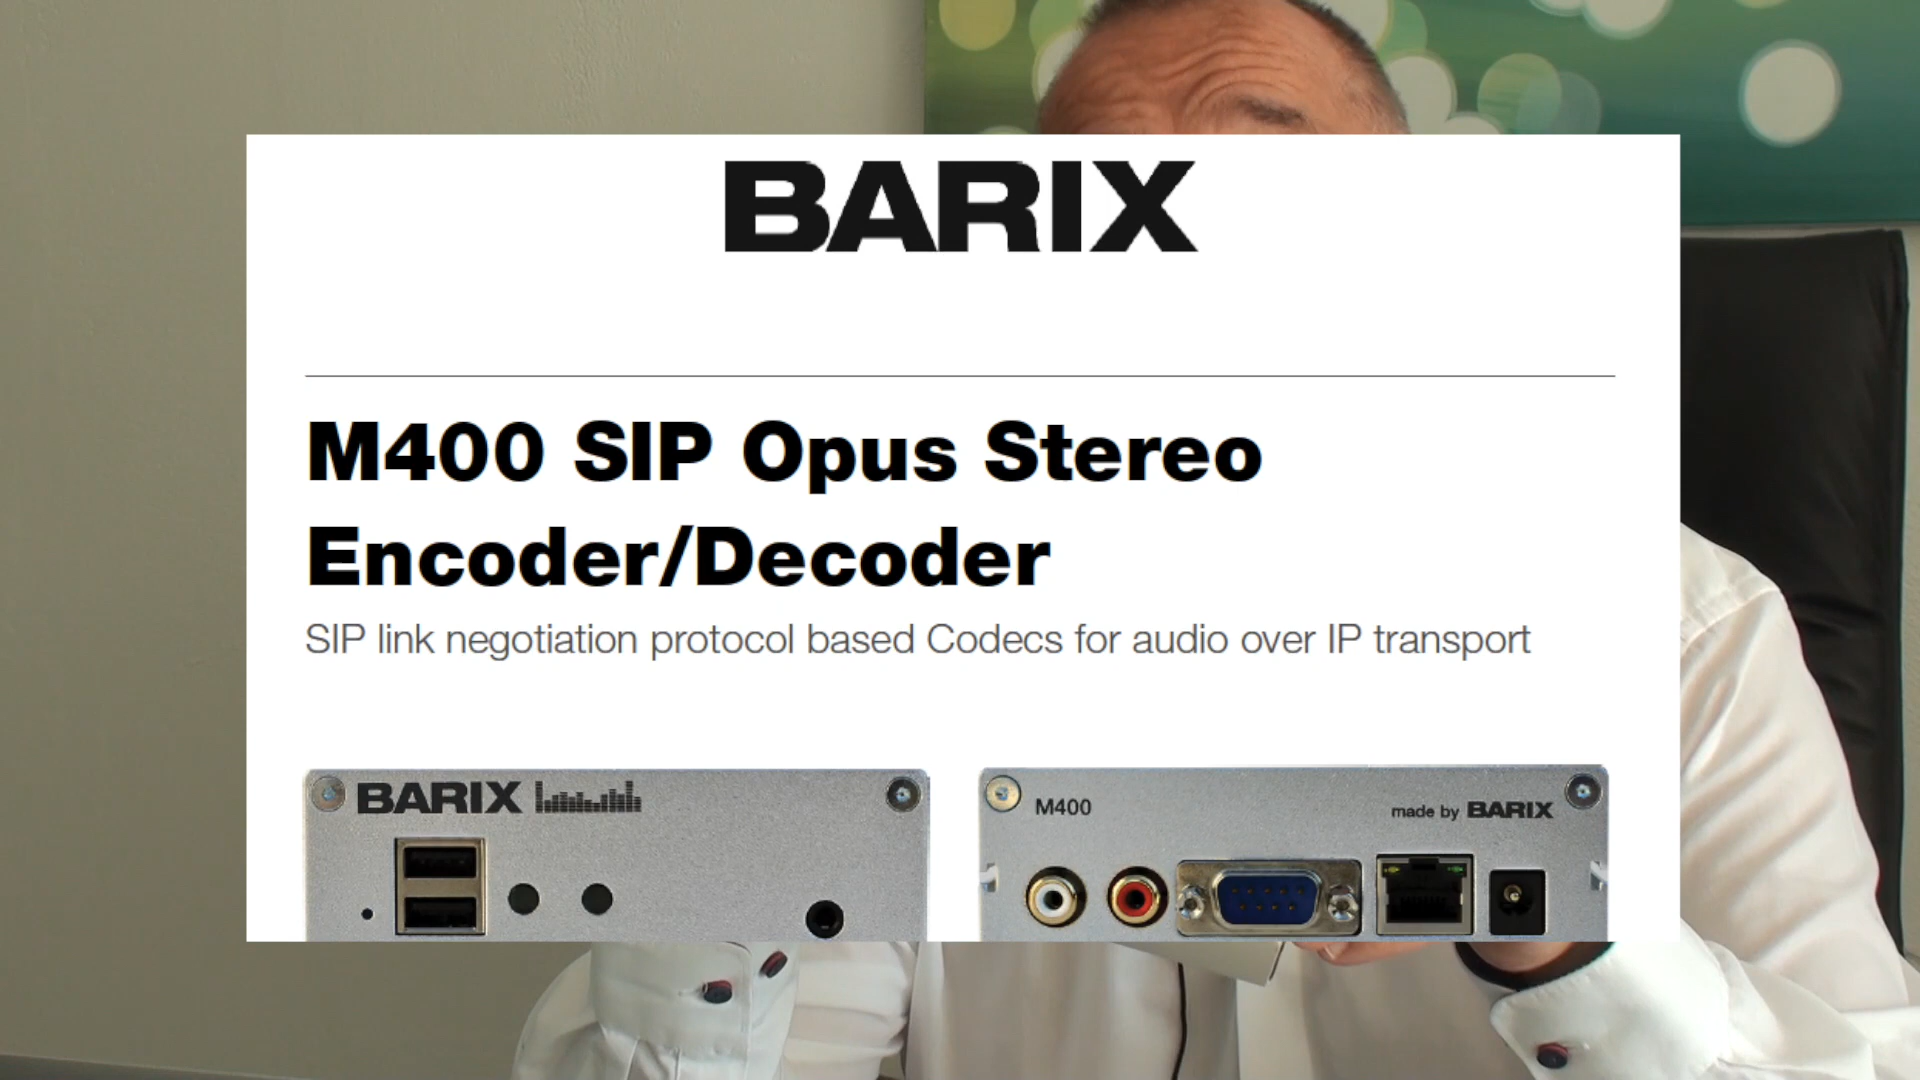 BARIX
M400 SIP Opus Stereo
Encoder/Decoder
SIP link negotiation protocol based Codecs for audio over IP transport
BARIX
M400
made by BARIX